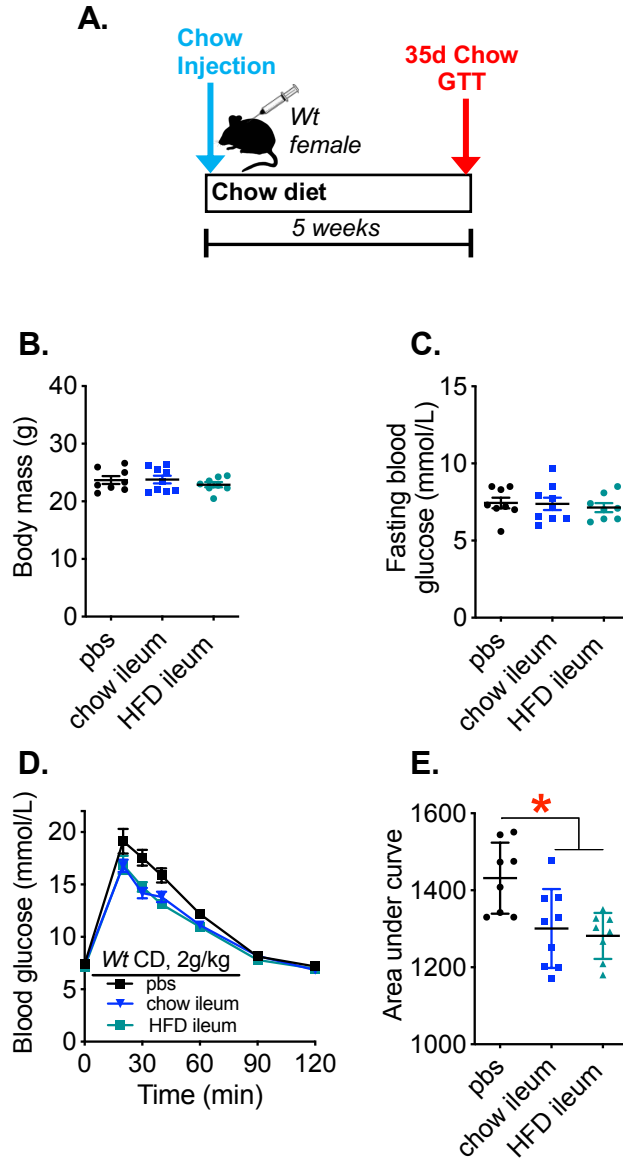 A.
Chow
Injection
35d Chow
GTT
Wt
female
Chow diet
5 weeks
B.
Body mass (g)
40
30
20
10
0
pbs
chow ileum
HFD ileum
C.
Fasting blood
glucose (mmol/L)
15
10
5
0
pbs
chow ileum
HFD ileum
D.
Blood glucose (mmol/L)
20
15
10
5
0
Wt CD, 2g/kg
pbs
chow ileum
HFD ileum
0 30 60 90 120
Time (min)
E.
Area under curve
1600
1400
1200
1000
*
pbs
chow ileum
HFD ileum